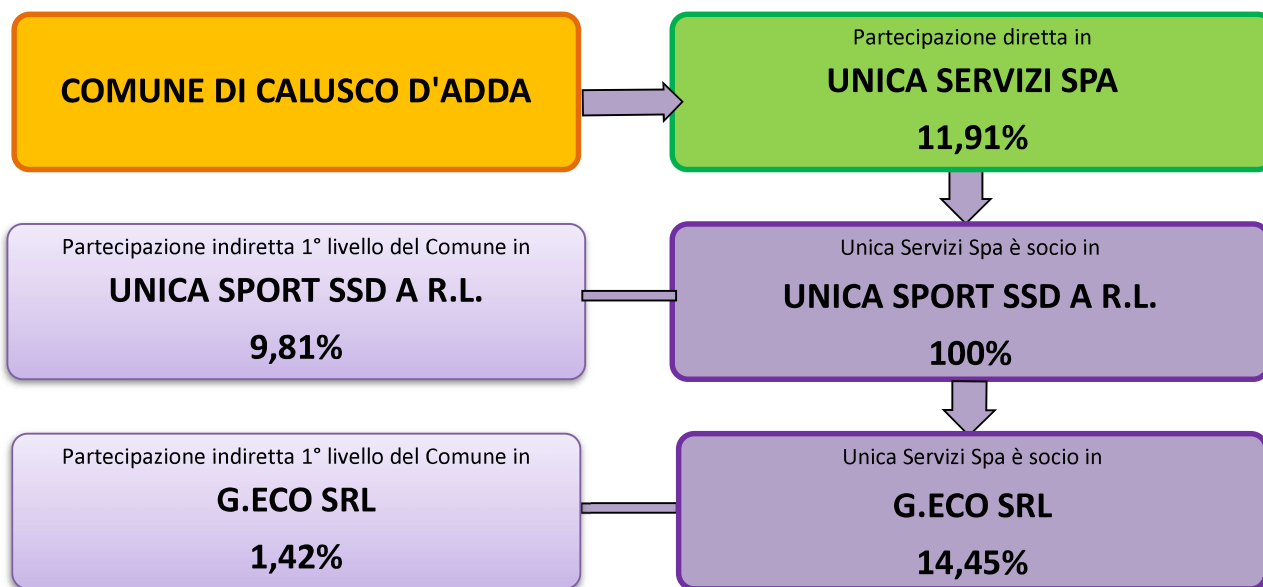 COMUNE DI CALUSCO D'ADDA
Partecipazione diretta in
UNICA SERVIZI SPA
11,91%
Partecipazione indiretta 1° livello del Comune in
UNICA SPORT SSD A R.L.
9,81%
Unica Servizi Spa è socio in
UNICA SPORT SSD A R.L.
100%
Partecipazione indiretta 1° livello del Comune in
G.ECO SRL
1,42%
Unica Servizi Spa è socio in
G.ECO SRL
14,45%